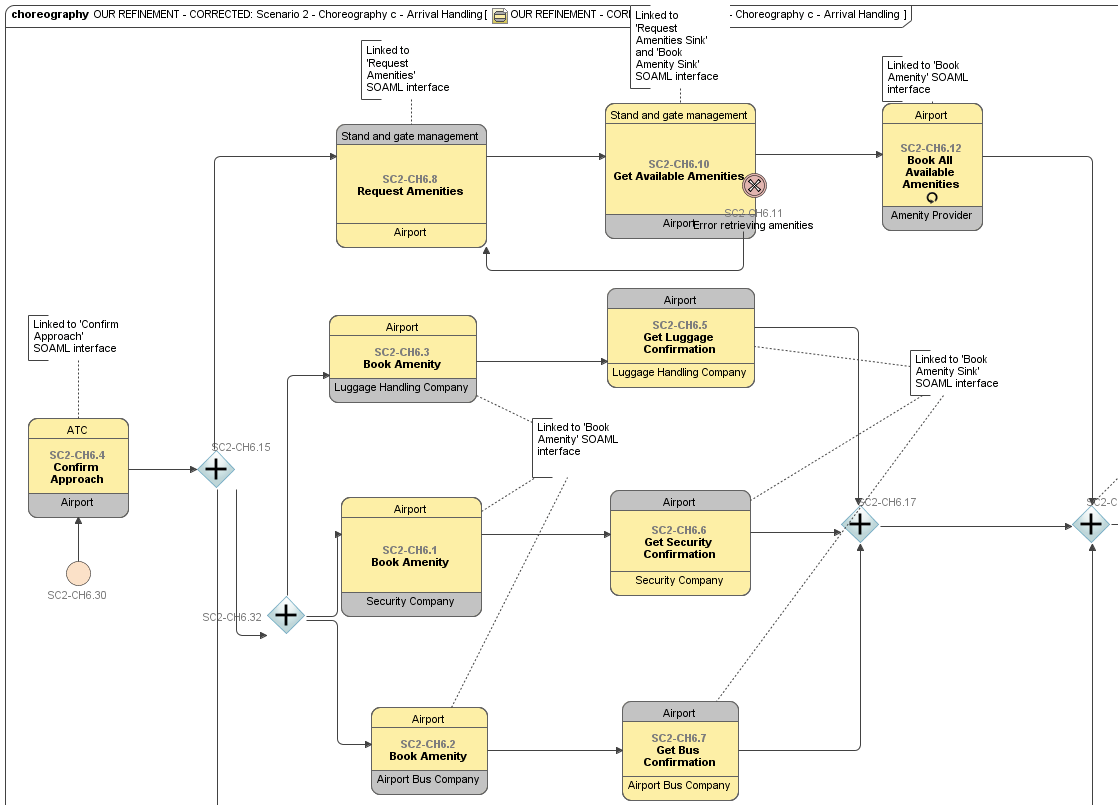 choreography OUR REFINEMENT - CORRECTED: Scenario 2 - Choreography c - Arrival Handling[ OUR REFINEMENT - - Choreography c - Arrival Handling ]
Linked to
'Request
Amenities'
SOAML interface
Linked to
'Request
Amenities Sink'
and 'Book
Amenity Sink'
SOAML interface
Linked to 'Book
Amenity' SOAML
interface
Stand and gate management
SC2-CH6.8
Request Amenities
Airport
Stand and gate management
SC2-CH6.10
Get Available Amenities
Airport
SC2-CH6.11
Error retrieving amenities
Airport
SC2-CH6.12
Book All
Available
Amenities
Amenity Provider
Linked to 'Confirm
Approach'
SOAML interface
Airport
SC2-CH6.3
Book Amenity
Luggage Handling Company
Airport
SC2-CH6.5
Get Luggage
Confirmation
Luggage Handling Company
Linked to 'Book
Amenity Sink'
SOAML interface
ATC
SC2-CH6.4
Confirm
Approach
Airport
SC2-CH6.15
Linked to 'Book
Amenity' SOAML
interface
SC2-CH6.30
Airport
SC2-CH6.1
Book Amenity
Security Company
Airport
SC2-CH6.6
Get Security
Confirmation
Security Company
SC2-CH6.17
SC2-C
SC2-CH6.32
Airport
SC2-CH6.2
Book Amenity
Airport Bus Company
Airport
SC2-CH6.7
Get Bus
Confirmation
Airport Bus Company